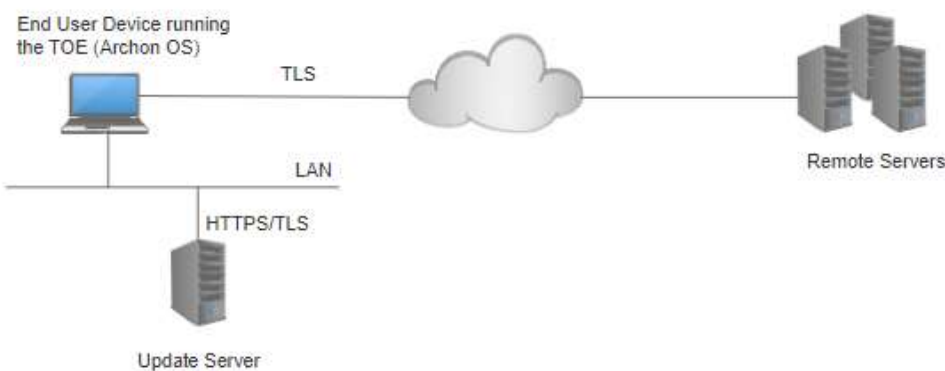 End User Device running
the TOE (Archon OS)
TLS
Remote Servers
LAN
HTTPS/TLS
Update Server